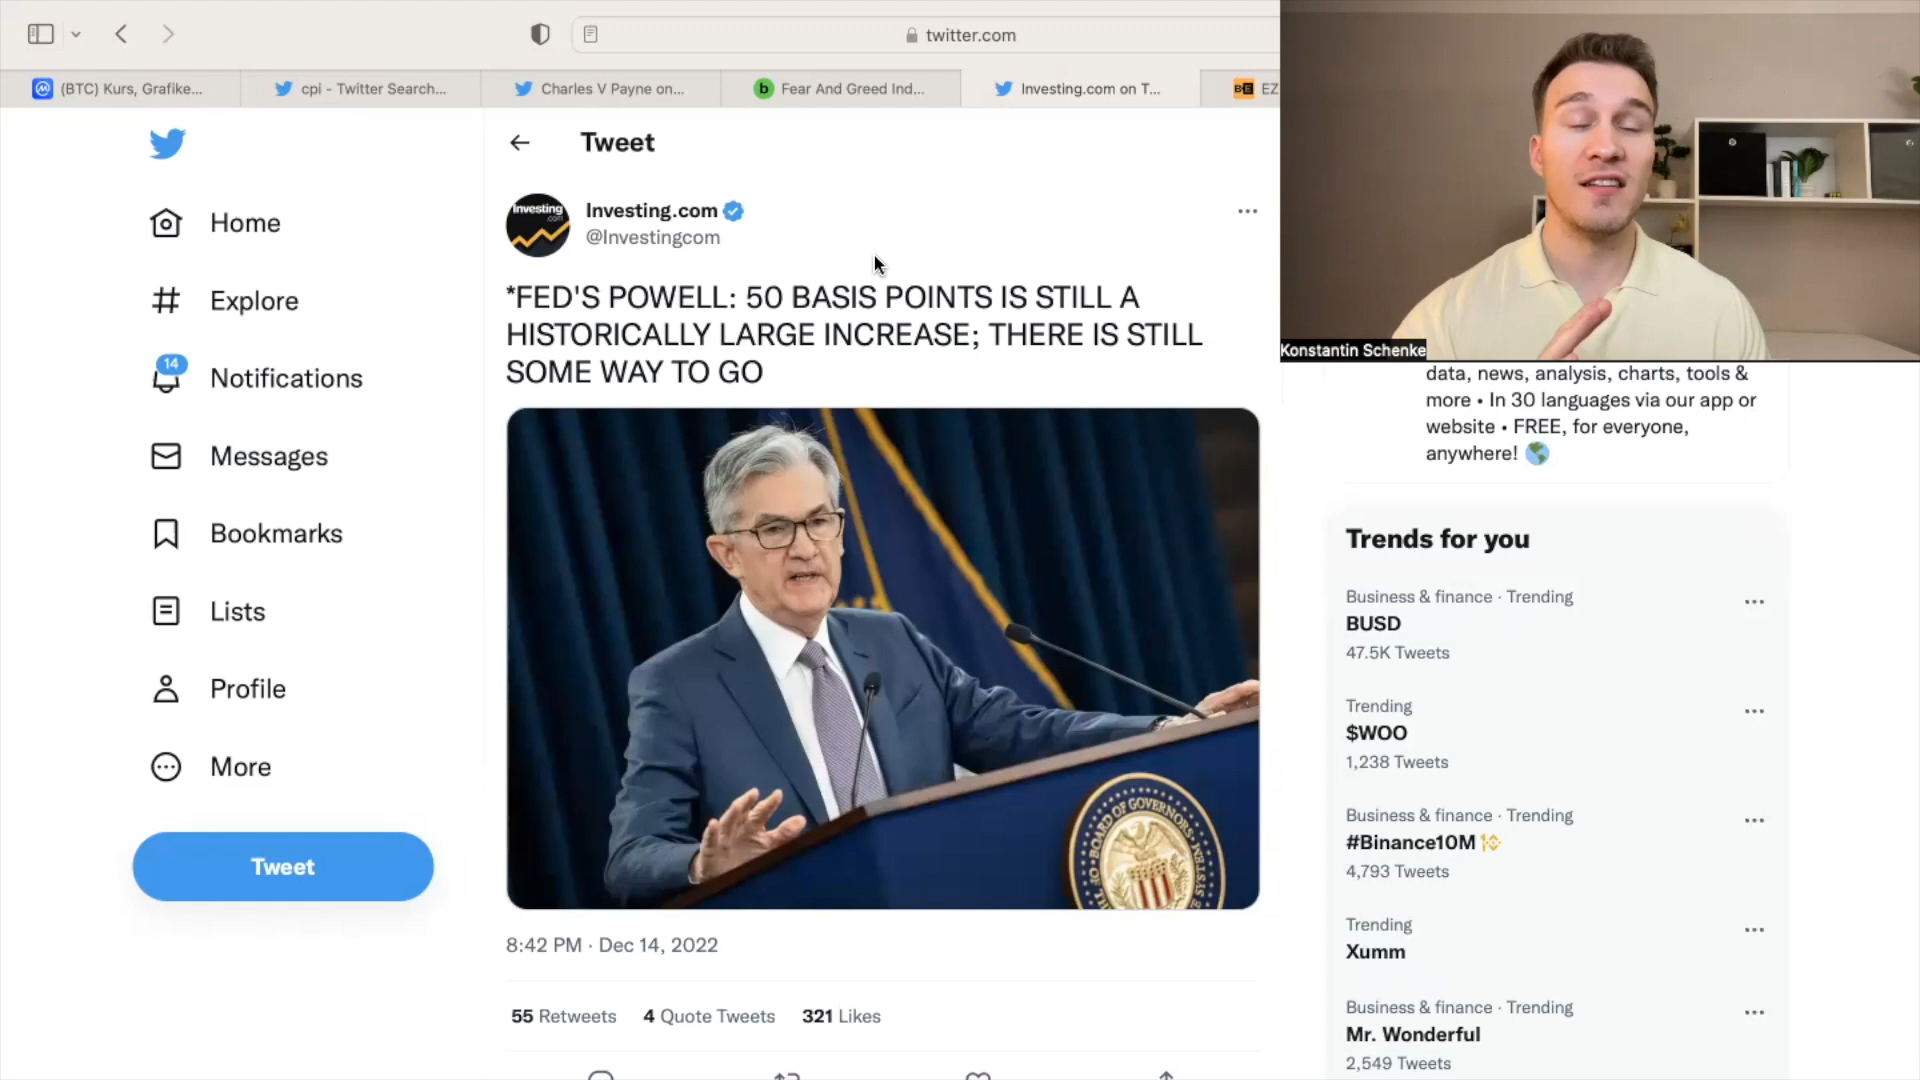 twitter.com
(BTC) Kurs, Grafike...
cpi - Twitter Search...
Charles V Payne on...
b
Fear And Greed Ind...
Investing.com on T...
EZ
Tweet
Investing.com
@Investingcom
*FED'S POWELL: 50 BASIS POINTS IS STILL A
HISTORICALLY LARGE INCREASE; THERE IS STILL
SOME WAY TO GO
Investing
.com
BOARD OF GOVERNORS
8:42 PM · Dec 14, 2022
55 Retweets 4 Quote Tweets 321 Likes
Home
Explore
14
Notifications
Messages
Bookmarks
Lists
Profile
More
Tweet
Konstantin Schenke
data, news, analysis, charts, tools &
more • In 30 languages via our app or
website • FREE, for everyone,
anywhere!
Trends for you
Business & finance · Trending
BUSD
47.5K Tweets
Trending
$WOO
1,238 Tweets
Business & finance · Trending
#Binance10M
4,793 Tweets
Trending
Xumm
Business & finance · Trending
Mr. Wonderful
2,549 Tweets